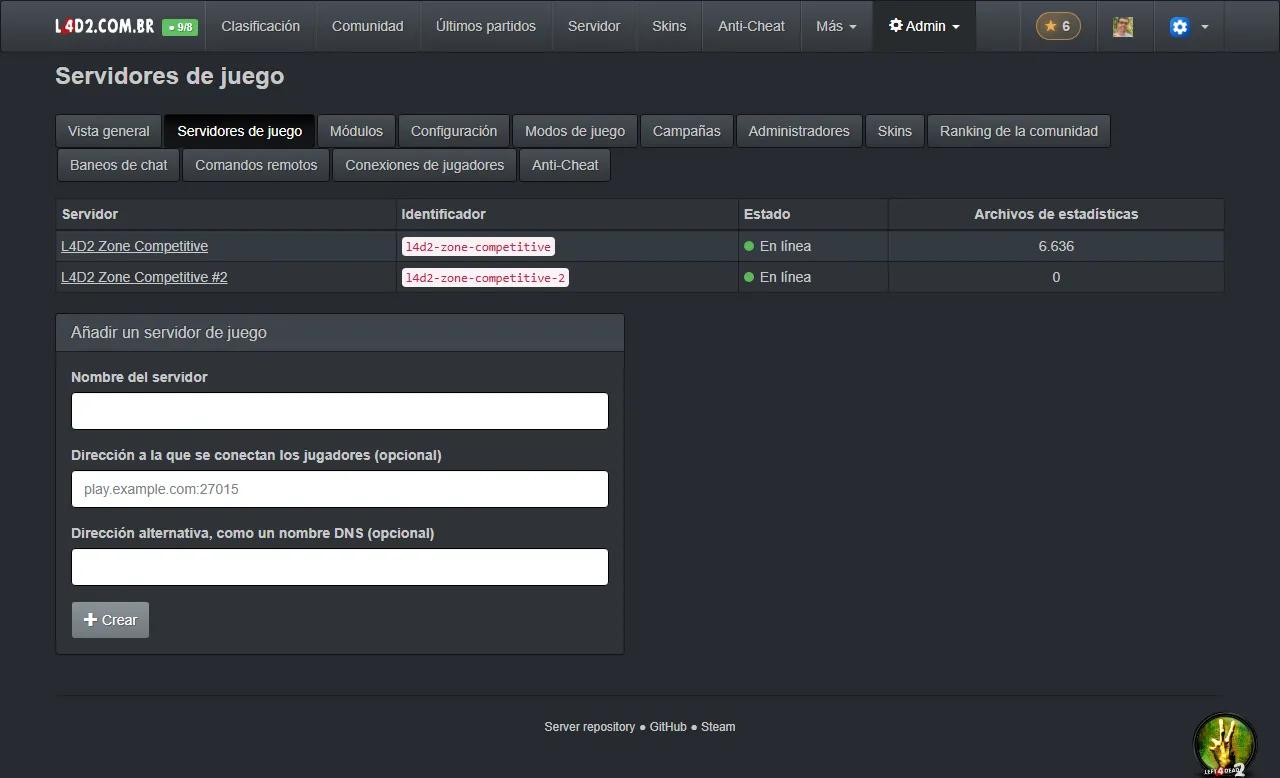 L4D2.COM.BR 9/8 Clasificación Comunidad Últimos partidos Servidor Skins Anti-Cheat Más Admin 6
Servidores de juego
Vista general Servidores de juego Módulos Configuración Modos de juego Campañas Administradores Skins Ranking de la comunidad
Baneos de chat Comandos remotos Conexiones de jugadores Anti-Cheat
Servidor Identificador Estado Archivos de estadísticas
L4D2 Zone Competitive l4d2-zone-competitive En línea 6.636
L4D2 Zone Competitive #2 l4d2-zone-competitive-2 En línea 0
Añadir un servidor de juego
Nombre del servidor
Dirección a la que se conectan los jugadores (opcional)
play.example.com:27015
Dirección alternativa, como un nombre DNS (opcional)
Crear
Server repository ● GitHub ● Steam
LEFT 4 DEAD 2